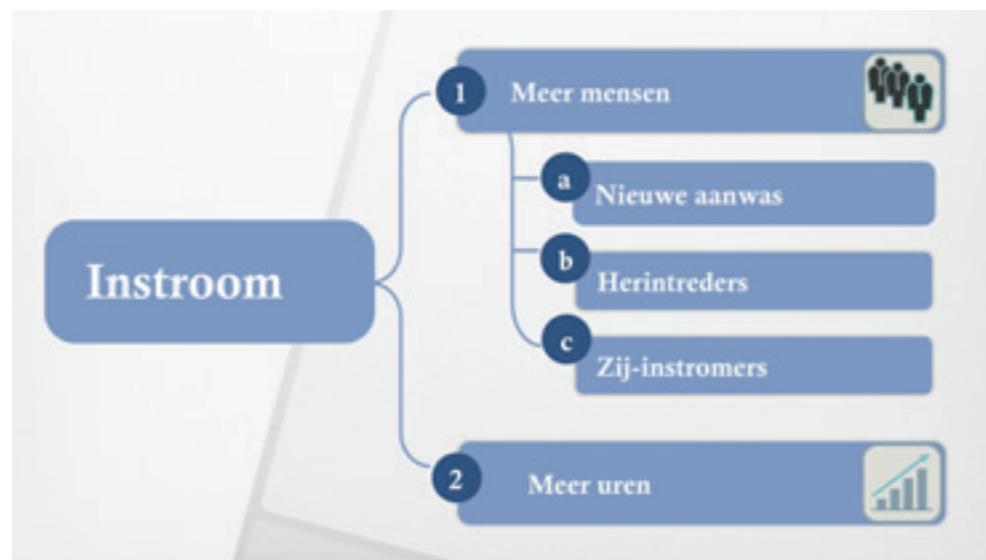 Instroom
1 Meer mensen
a Nieuwe aanwas
b Herintreders
c Zij-instromers
2 Meer uren